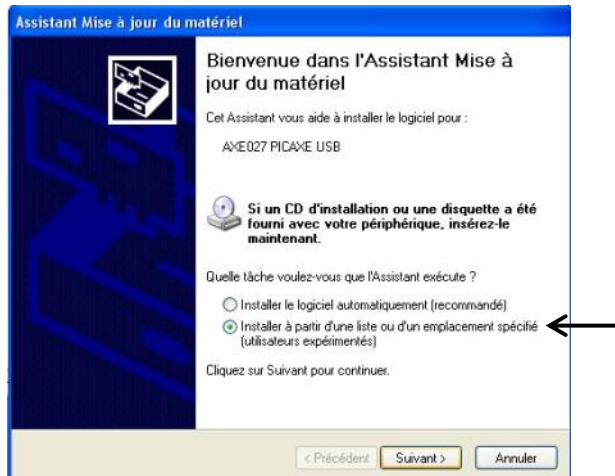 Assistant Mise à jour du matériel
Bienvenue dans l'Assistant Mise à
jour du matériel
Cet Assistant vous aide à installer le logiciel pour :
AXE027 PICAXE USB
Si un CD d'installation ou une disquette a été
fourni avec votre périphérique, insérez-le
maintenant.
Quelle tâche voulez-vous que l'Assistant exécute ?
Installer le logiciel automatiquement (recommandé)
Installer à partir d'une liste ou d'un emplacement spécifié
(utilisateurs expérimentés)
Cliquez sur Suivant pour continuer.
< Précédent
Suivant >
Annuler